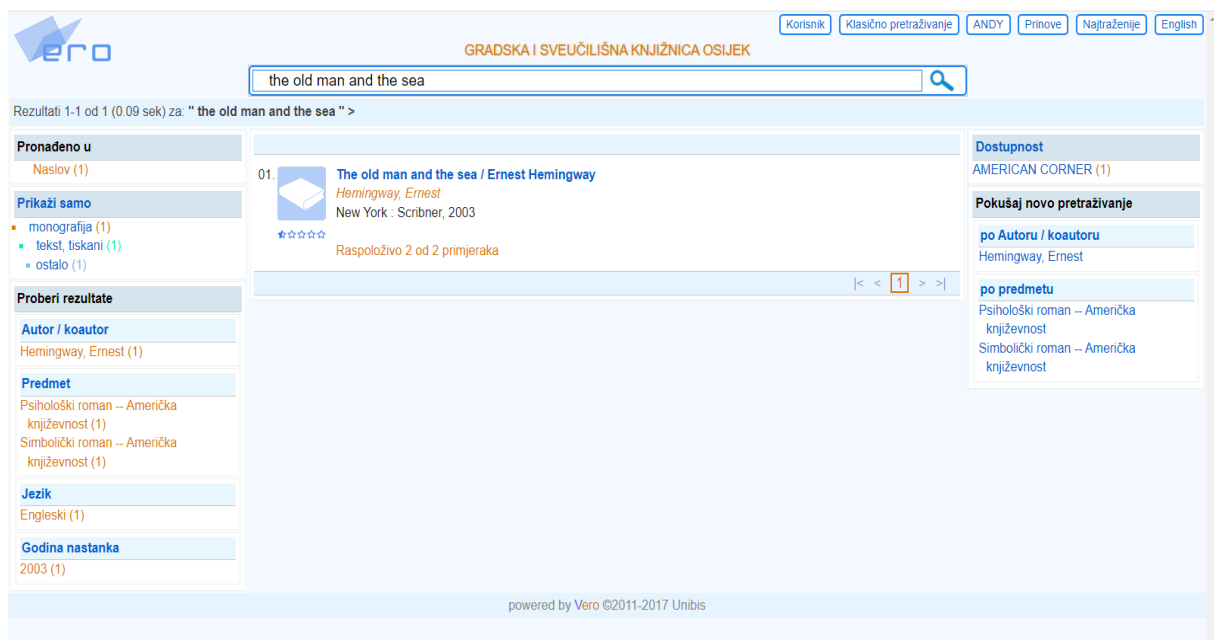 ero
Korisnik
Klasično pretraživanje
ANDY
Prinove
Najtraženije
English
GRADSKA I SVEUČILIŠNA KNJIŽNICA OSIJEK
the old man and the sea
Rezultati 1-1 od 1 (0.09 sek) za: " the old man and the sea " >
Pronađeno u
Naslov (1)
Prikaži samo
monografija (1)
tekst, tiskani (1)
ostalo (1)
Proberi rezultate
Autor / koautor
Hemingway, Ernest (1)
Predmet
Psihološki roman -- Američka
književnost (1)
Simbolički roman -- Američka
književnost (1)
Jezik
Engleski (1)
Godina nastanka
2003 (1)
01.
The old man and the sea / Ernest Hemingway
Hemingway, Ernest
New York : Scribner, 2003
Raspoloživo 2 od 2 primjeraka
|< < 1 > >|
Dostupnost
AMERICAN CORNER (1)
Pokušaj novo pretraživanje
po Autoru / koautoru
Hemingway, Ernest
po predmetu
Psihološki roman -- Američka
književnost
Simbolički roman -- Američka
književnost
powered by Vero ©2011-2017 Unibis